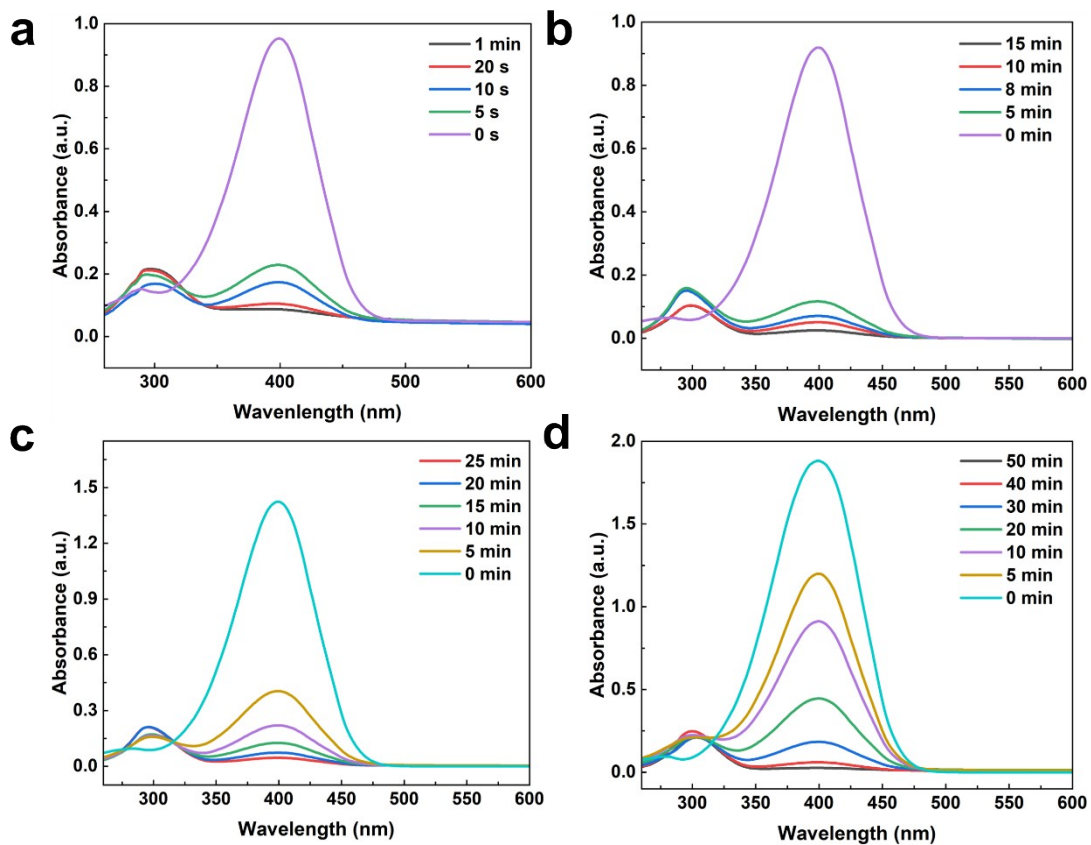 a
1.0
0.8
0.6
0.4
0.2
0.0
Absorbance (a.u.)
1 min
20 s
10 s
5 s
0 s
300 350 400 450 500 550 600
Wavenlength (nm)
b
1.0
0.8
0.6
0.4
0.2
0.0
Absorbance (a.u.)
15 min
10 min
8 min
5 min
0 min
300 350 400 450 500 550 600
Wavelength (nm)
c
1.5
1.2
0.9
0.6
0.3
0.0
Absorbance (a.u.)
25 min
20 min
15 min
10 min
5 min
0 min
300 350 400 450 500 550 600
Wavelength (nm)
d
2.0
1.5
1.0
0.5
0.0
Absorbance (a.u.)
50 min
40 min
30 min
20 min
10 min
5 min
0 min
300 350 400 450 500 550 600
Wavelength (nm)